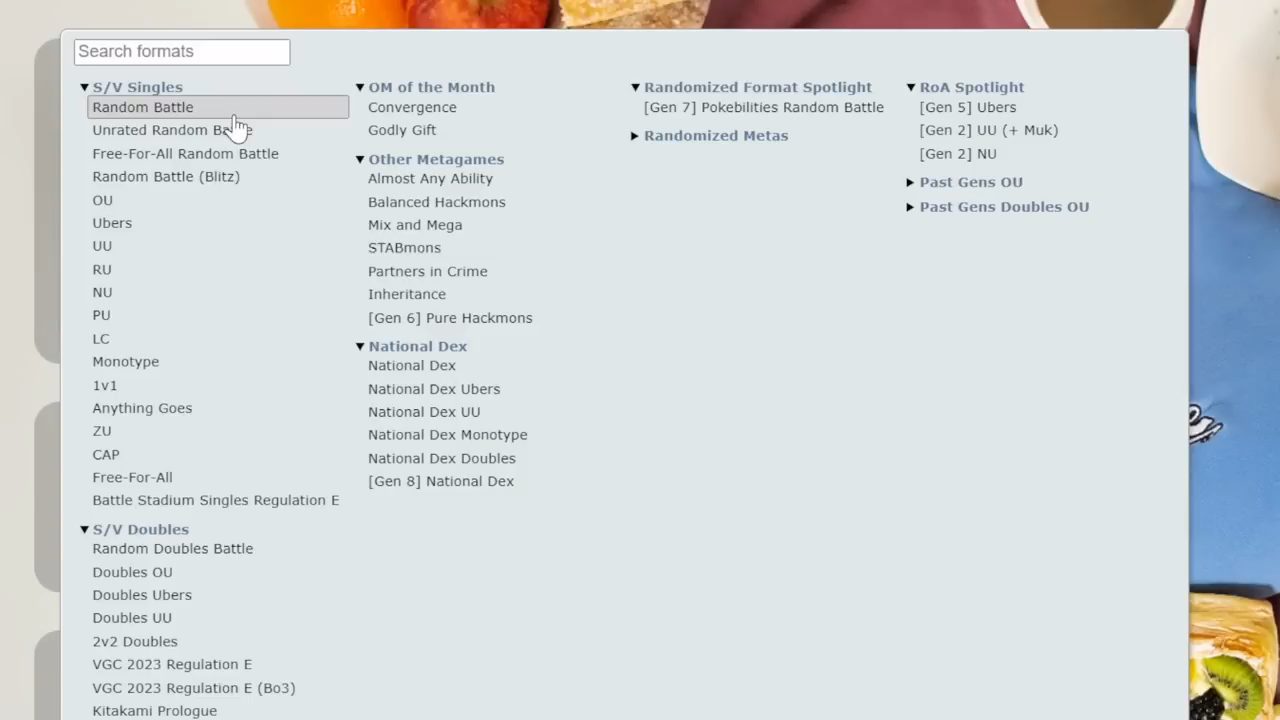 Search formats
S/V Singles
Random Battle
Unrated Random
Free-For-All Random Battle
Random Battle (Blitz)
OU
Ubers
UU
RU
NU
PU
LC
Monotype
1v1
Anything Goes
ZU
CAP
Free-For-All
Battle Stadium Singles Regulation E
S/V Doubles
Random Doubles Battle
Doubles OU
Doubles Ubers
Doubles UU
2v2 Doubles
VGC 2023 Regulation E
VGC 2023 Regulation E (Bo3)
Kitakami Prologue
OM of the Month
Convergence
Godly Gift
Other Metagames
Almost Any Ability
Balanced Hackmons
Mix and Mega
STABmons
Partners in Crime
Inheritance
[Gen 6] Pure Hackmons
National Dex
National Dex
National Dex Ubers
National Dex UU
National Dex Monotype
National Dex Doubles
[Gen 8] National Dex
Randomized Format Spotlight
[Gen 7] Pokebilities Random Battle
Randomized Metas
RoA Spotlight
[Gen 5] Ubers
[Gen 2] UU (+ Muk)
[Gen 2] NU
Past Gens OU
Past Gens Doubles OU